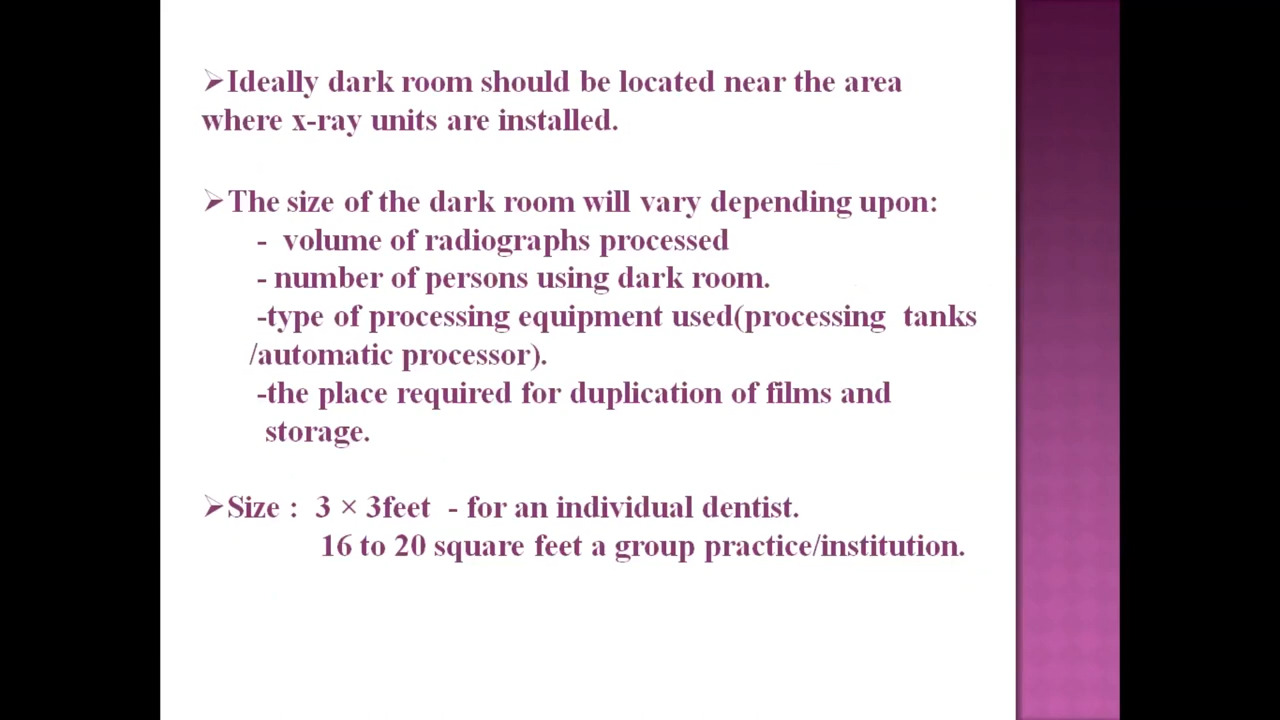 ➢Ideally dark room should be located near the area
where x-ray units are installed.
➢The size of the dark room will vary depending upon:
- volume of radiographs processed
- number of persons using dark room.
-type of processing equipment used(processing tanks
/automatic processor).
-the place required for duplication of films and
storage.
➢Size : 3 × 3feet - for an individual dentist.
16 to 20 square feet a group practice/institution.